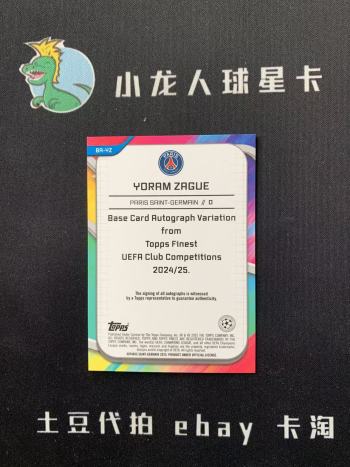 小龙人球星卡
BA-YZ
PARIS
YORAM ZAGUE
PARIS SAINT-GERMAIN // D
Base Card Autograph Variation
from
Topps Finest
UEFA Club Competitions
2024/25.
The signing of all autographs is witnessed
by a Topps representative to guarantee authenticity.
TOPPS
土豆代拍 ebay 卡淘